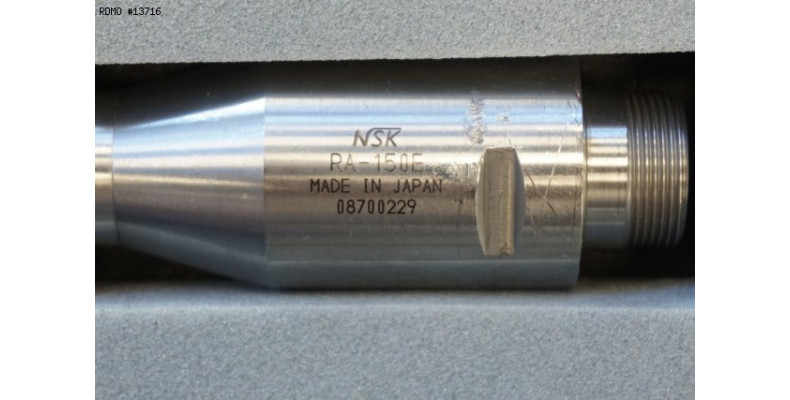 RDMO #13716
NSK
RA-150E
MADE IN JAPAN
08700229